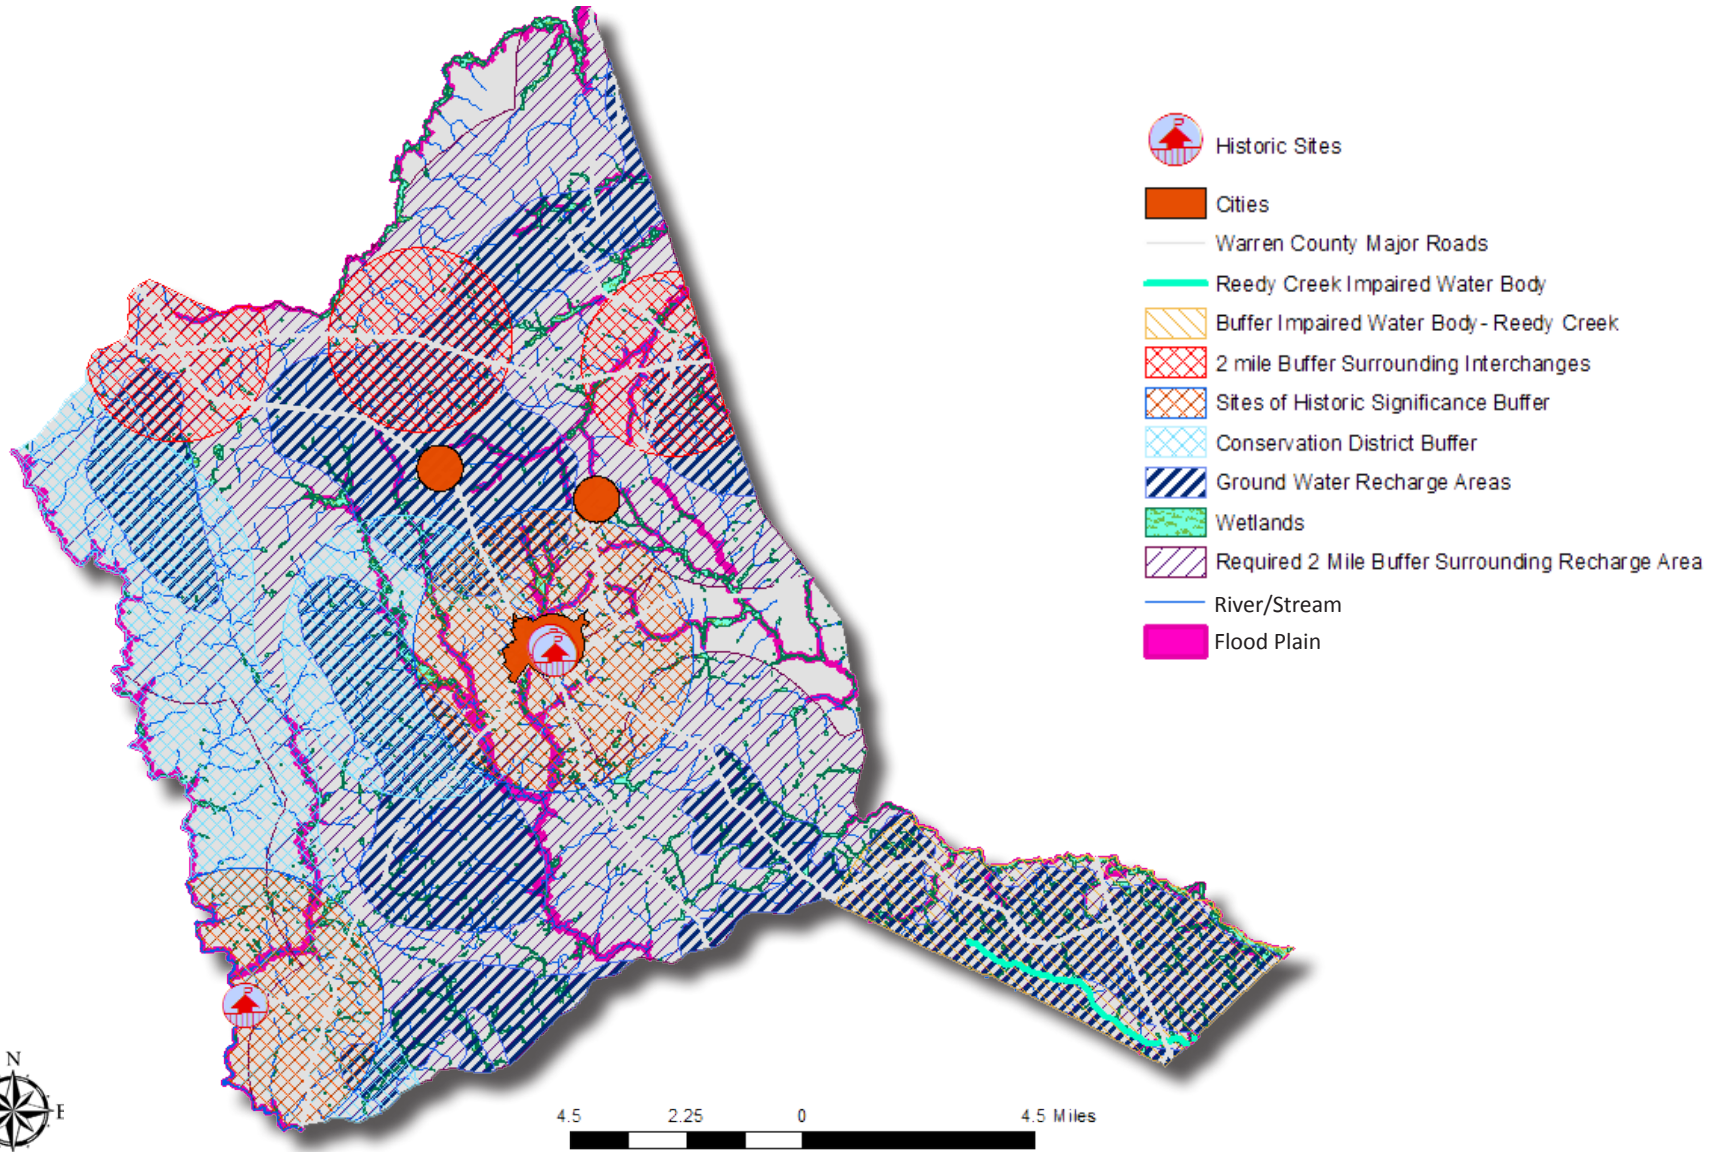 Historic Sites
Cities
Warren County Major Roads
Reedy Creek Impaired Water Body
Buffer Impaired Water Body - Reedy Creek
2 mile Buffer Surrounding Interchanges
Sites of Historic Significance Buffer
Conservation District Buffer
Ground Water Recharge Areas
Wetlands
Required 2 Mile Buffer Surrounding Recharge Area
River/Stream
Flood Plain
N
E
4.5 2.25 0 4.5 Miles